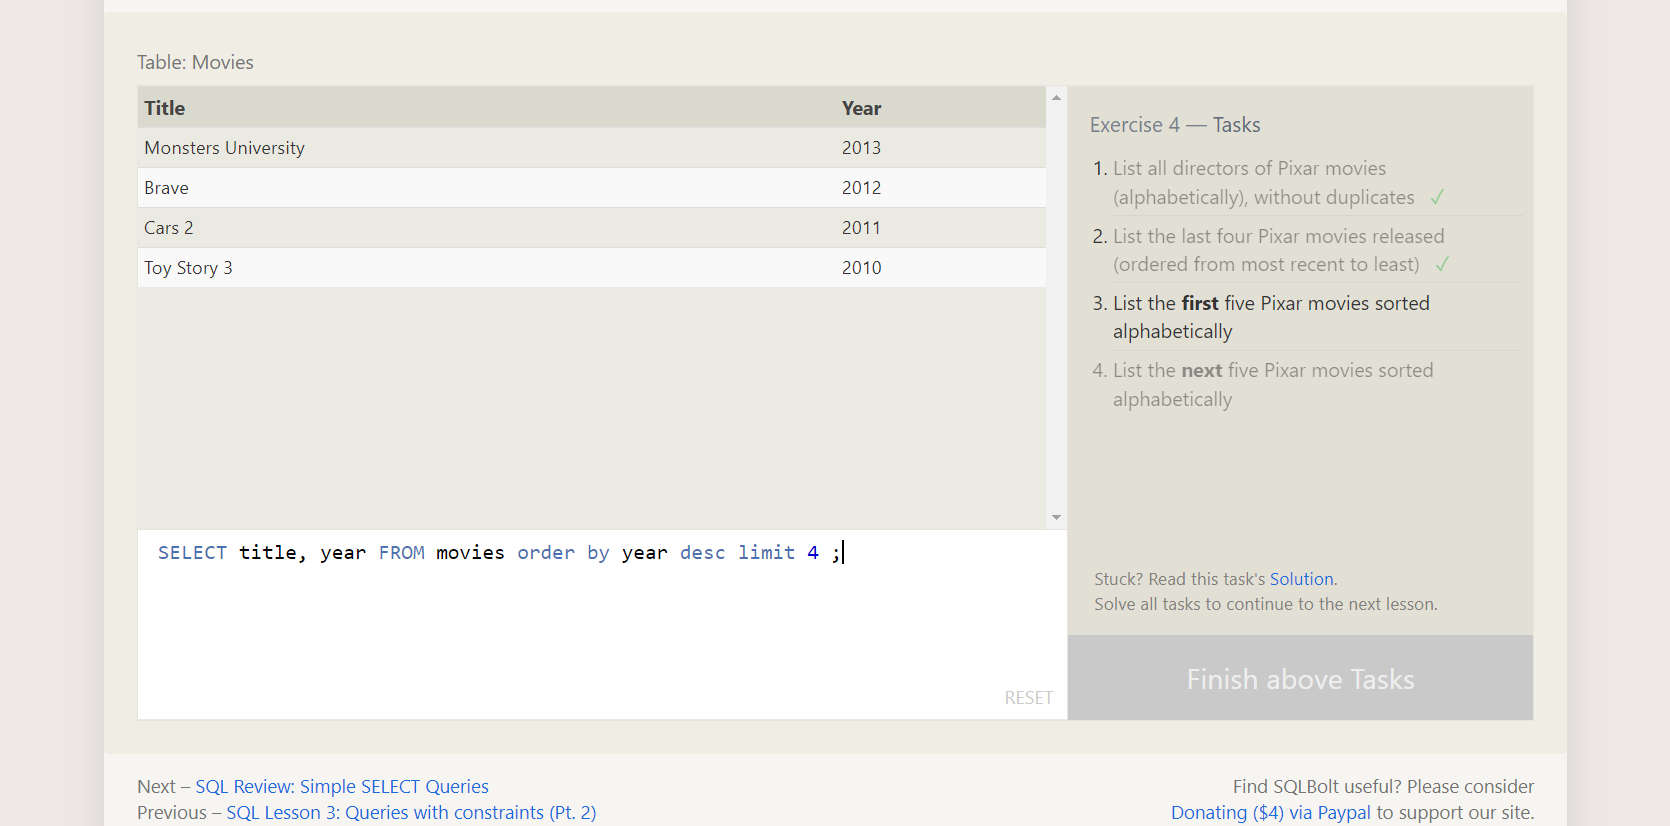 Table: Movies
Title Year
Monsters University 2013
Brave 2012
Cars 2 2011
Toy Story 3 2010
SELECT title, year FROM movies order by year desc limit 4 ;
RESET
Exercise 4 — Tasks
1. List all directors of Pixar movies
(alphabetically), without duplicates ✓
2. List the last four Pixar movies released
(ordered from most recent to least) ✓
3. List the first five Pixar movies sorted
alphabetically
4. List the next five Pixar movies sorted
alphabetically
Stuck? Read this task's Solution.
Solve all tasks to continue to the next lesson.
Finish above Tasks
Next – SQL Review: Simple SELECT Queries
Previous – SQL Lesson 3: Queries with constraints (Pt. 2)
Find SQLBolt useful? Please consider
Donating ($4) via Paypal to support our site.